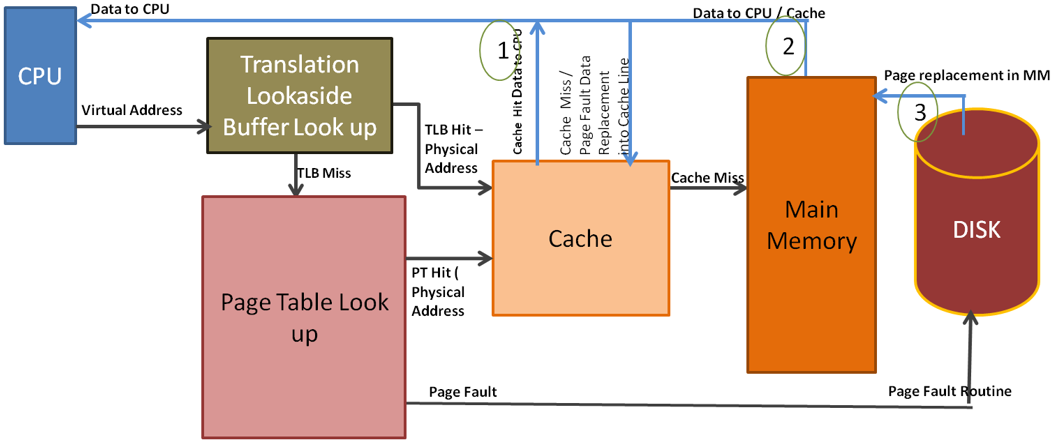 Data to CPU
Data to CPU / Cache
1
2
CPU
Translation
Lookaside
Buffer Look up
Cache Hit Data to CPU
Cache Miss /
Page Fault Data
Replacement
into Cache Line
Page replacement in MM
3
Virtual Address
TLB Hit –
Physical
Address
TLB Miss
Cache Miss
Main
Memory
DISK
Cache
Page Table Look
up
PT Hit (
Physical
Address
Page Fault
Page Fault Routine